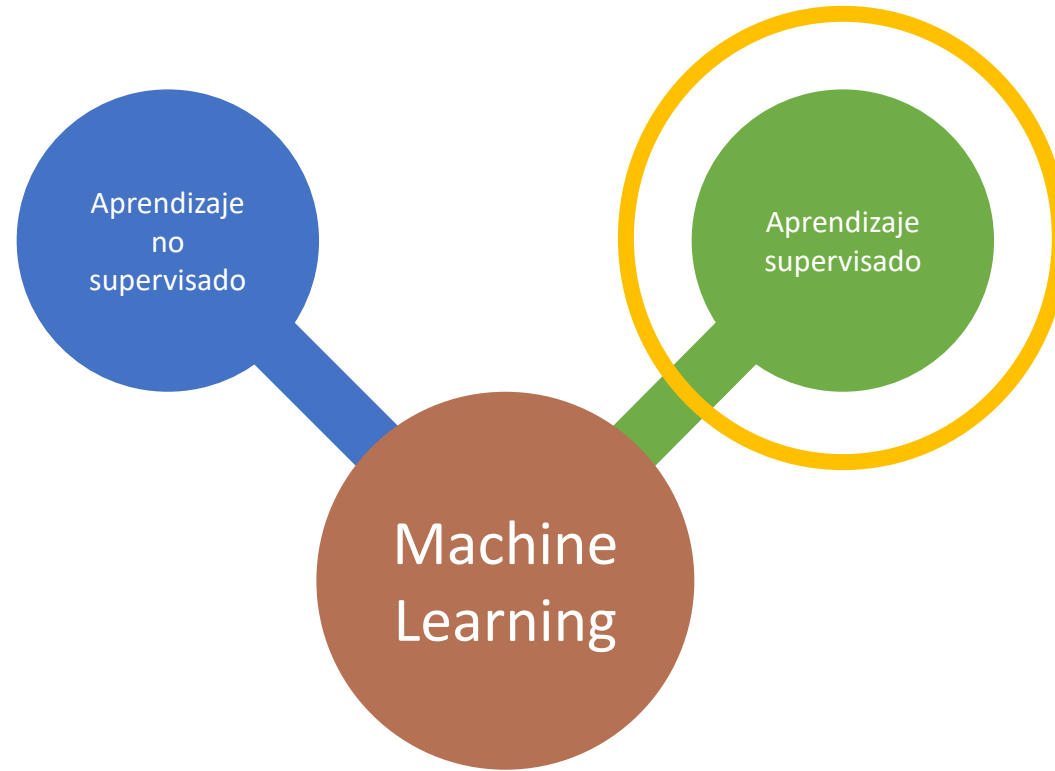 Aprendizaje
no
supervisado
Aprendizaje
supervisado
Machine
Learning